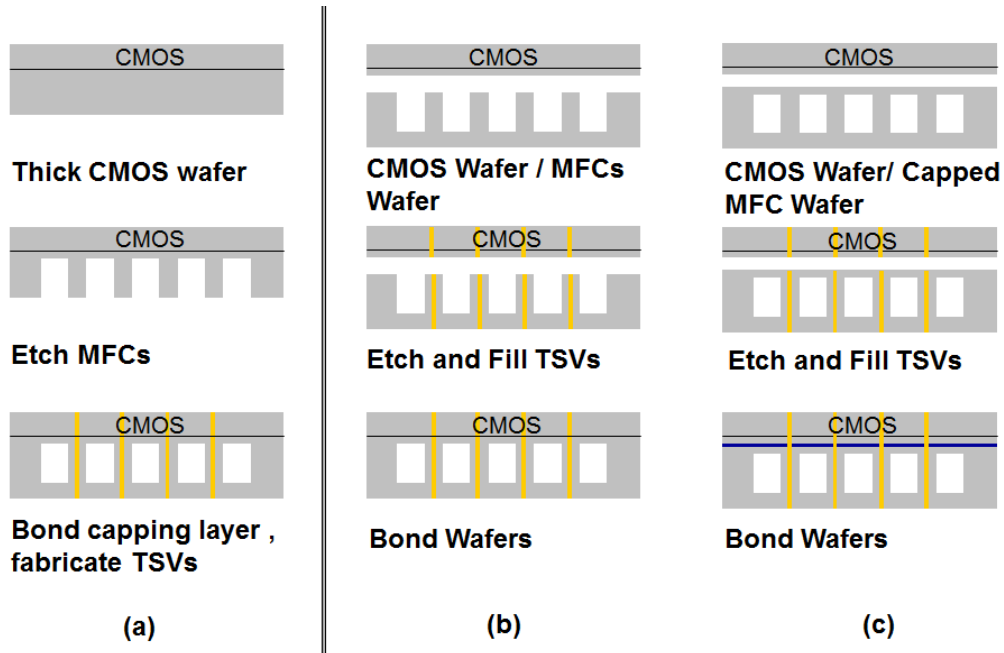 CMOS
Thick CMOS wafer
CMOS
Etch MFCs
CMOS
Bond capping layer ,
fabricate TSVs
(a)
CMOS
CMOS Wafer / MFCs
Wafer
CMOS
Etch and Fill TSVs
CMOS
Bond Wafers
(b)
CMOS
CMOS Wafer/ Capped
MFC Wafer
CMOS
Etch and Fill TSVs
CMOS
Bond Wafers
(c)